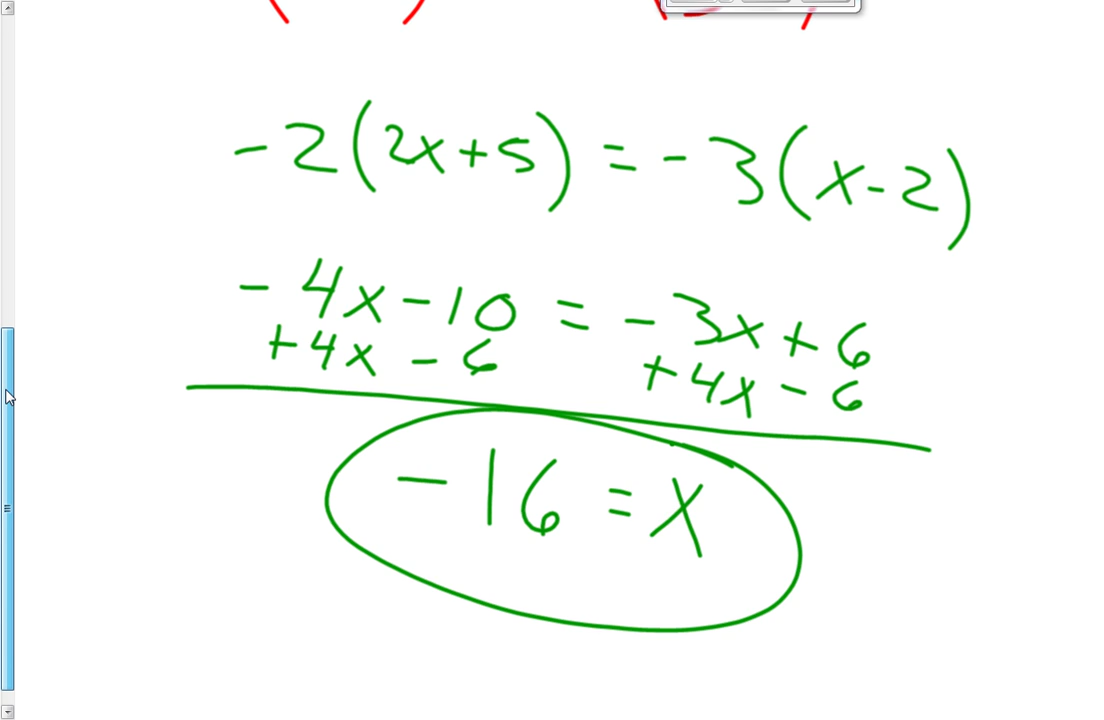 -2(2x+5) = -3(x-2)
-4x-10 = -3x+6
+4x-6 +4x-6
-16 = x